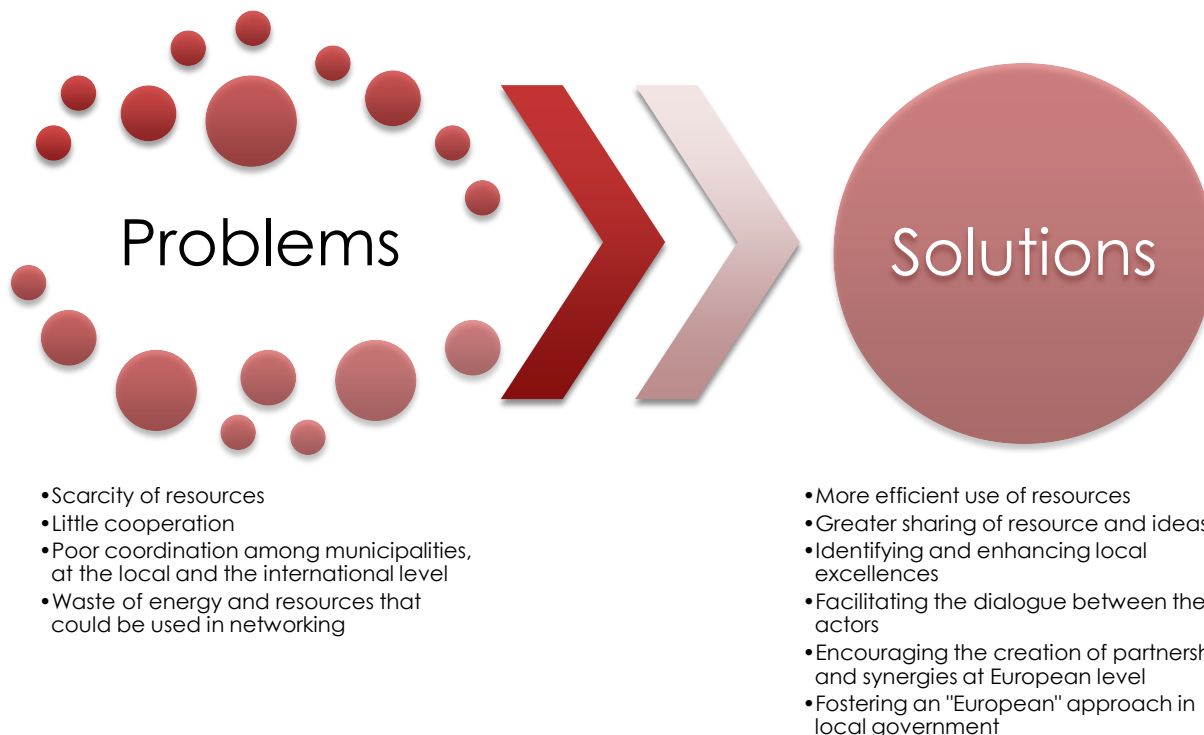 Problems
Solutions
•Scarcity of resources
•Little cooperation
•Poor coordination among municipalities,
at the local and the international level
•Waste of energy and resources that
could be used in networking
•More efficient use of resources
•Greater sharing of resource and ideas
•Identifying and enhancing local
excellences
•Facilitating the dialogue between the
actors
•Encouraging the creation of
and synergies at European level
•Fostering an "European" approach in
local government